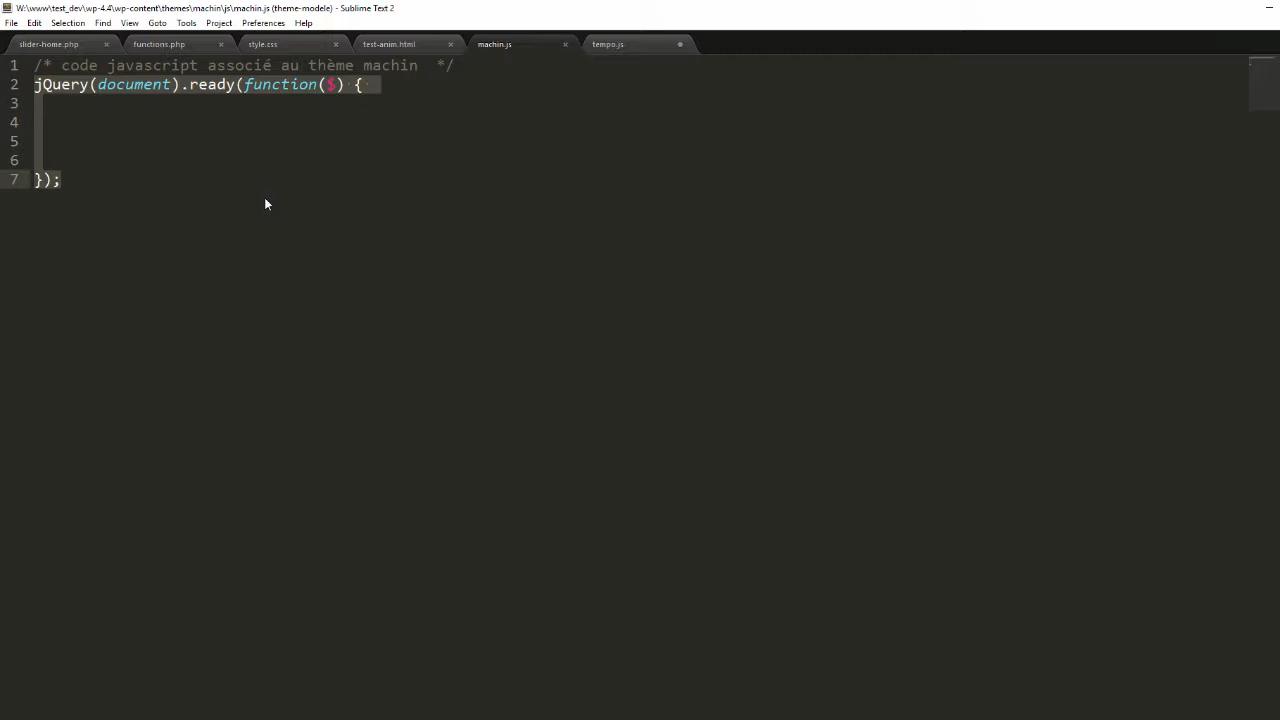 W:\www\test_dev\wp-4.4\wp-content\themes\machin\js\machin.js (theme-modele) - Sublime Text 2
File Edit Selection Find View Goto Tools Project Preferences Help
slider-home.php functions.php style.css test-anim.html machin.js tempo.js
1 /* code javascript associé au thème machin  */
2 jQuery(document).ready(function($) {
3
4
5
6
7 });